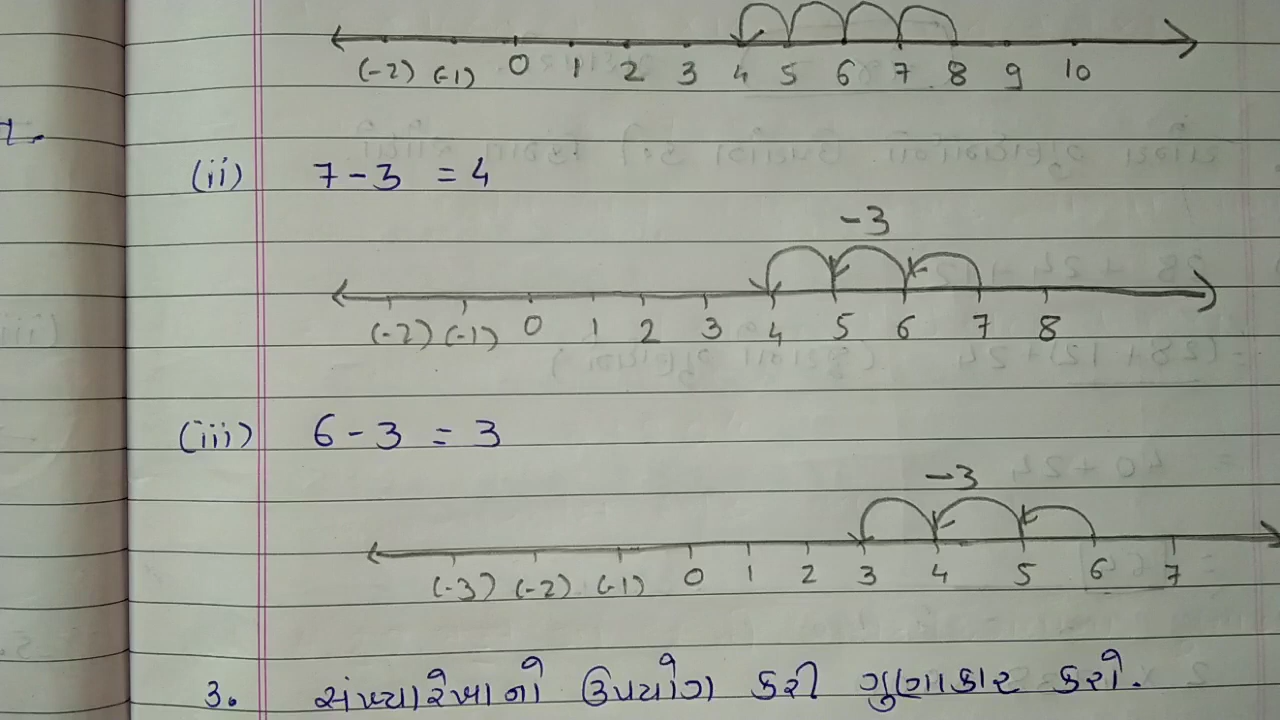 (-2) (-1) 0 1 2 3 4 5 6 7 8 9 10
(ii) 7 - 3 = 4
-3
(-2) (-1) 0 1 2 3 4 5 6 7 8
(iii) 6 - 3 = 3
-3
(-3) (-2) (-1) 0 1 2 3 4 5 6 7
3. સંખ્યારેખાનો ઉપયોગ કરી ગુણાકાર કરો.